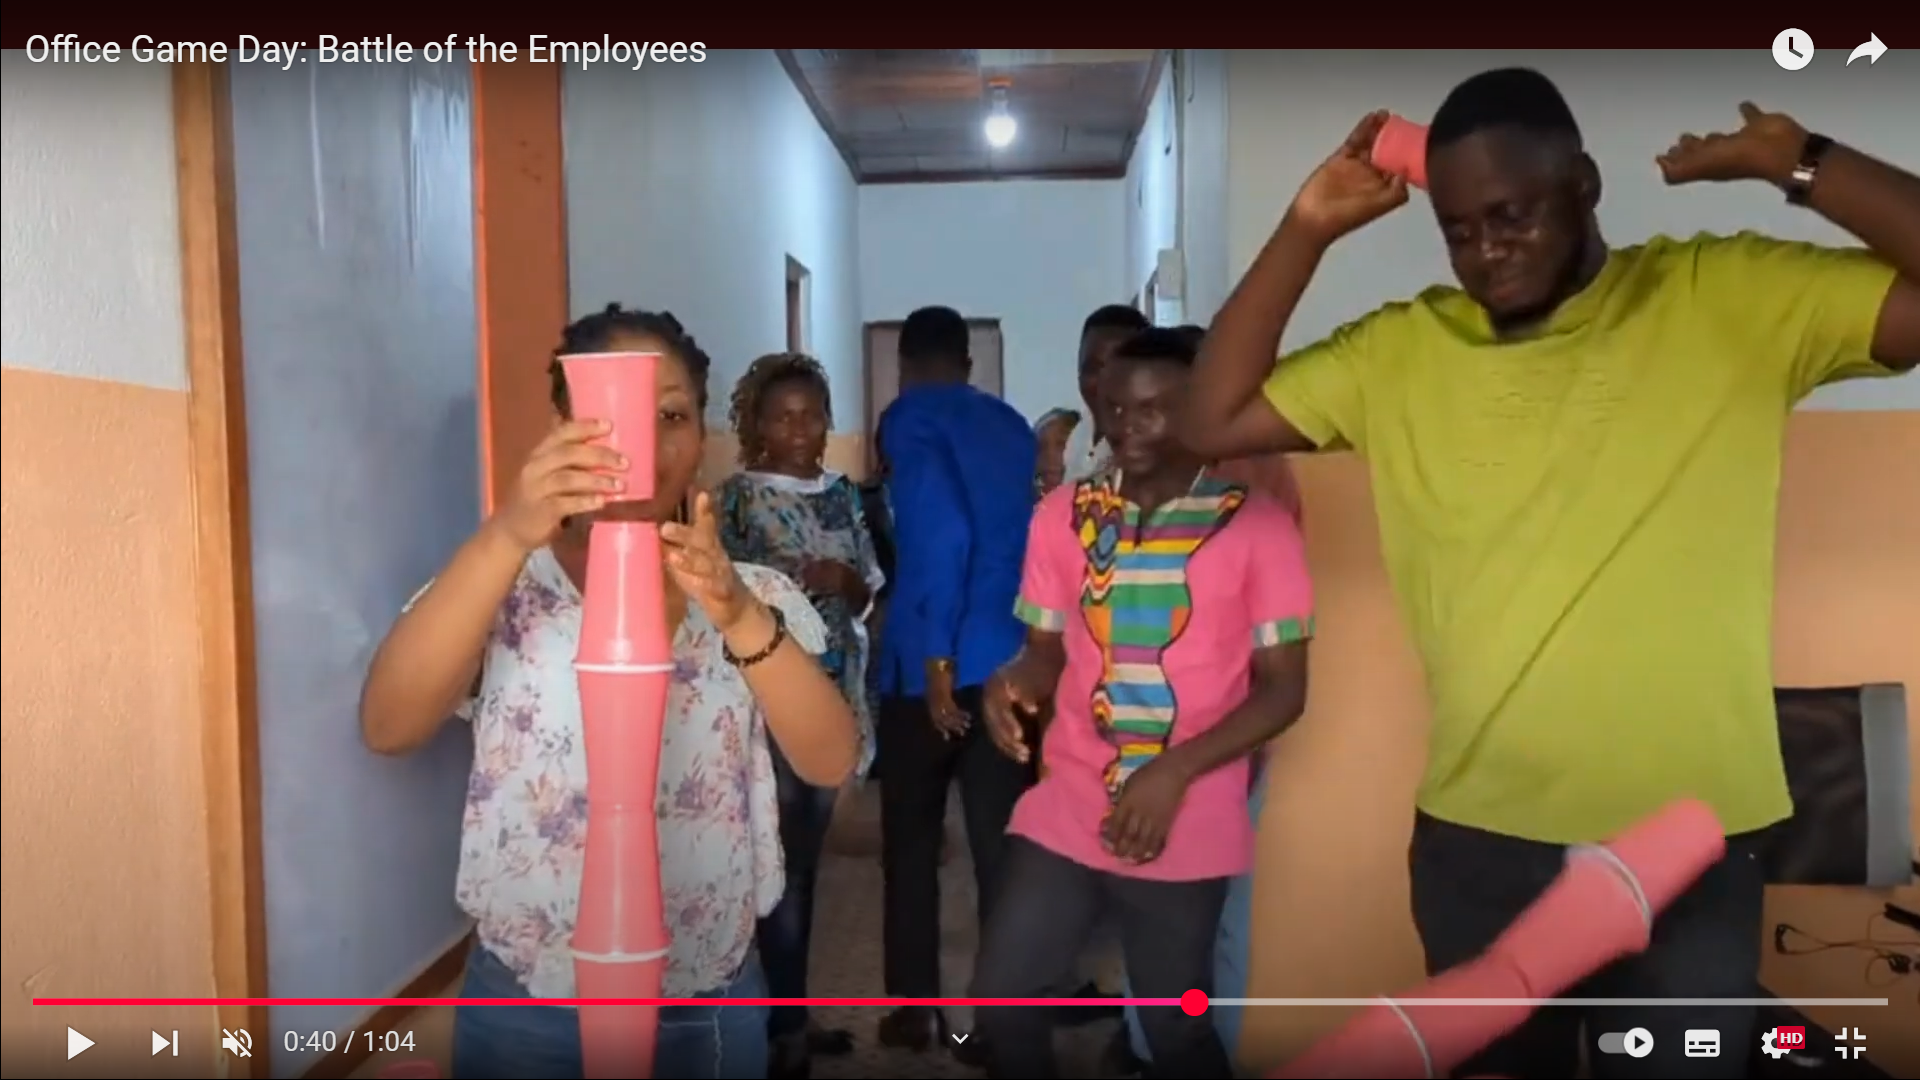 Office Game Day: Battle of the Employees
0:40 / 1:04
HD